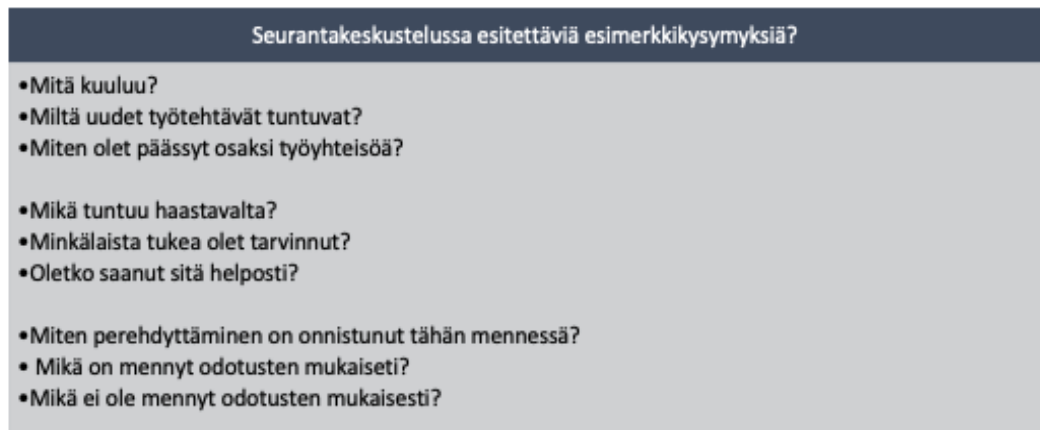 Seurantakeskustelussa esitettäviä esimerkkikysymyksiä?
•Mitä kuuluu?
•Miltä uudet työtehtävät tuntuvat?
•Miten olet päässyt osaksi työyhteisöä?
•Mikä tuntuu haastavalta?
•Minkälaista tukea olet tarvinnut?
•Oletko saanut sitä helposti?
•Miten perehdyttäminen on onnistunut tähän mennessä?
• Mikä on mennyt odotusten mukaiseti?
•Mikä ei ole mennyt odotusten mukaisesti?